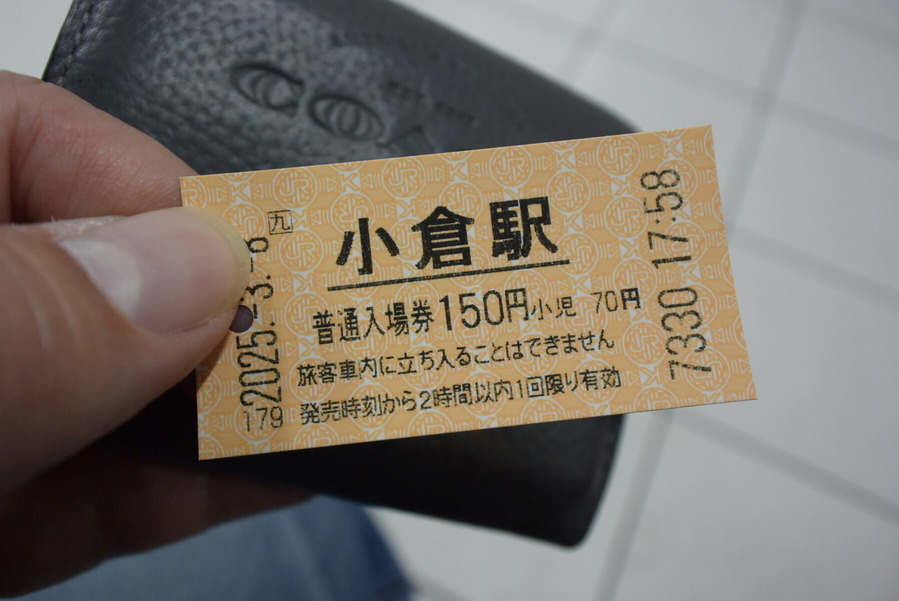 九
小倉駅
普通入場券150円小児 70円
旅客車内に立ち入ることはできません
発売時刻から2時間以内1回限り有効
2025.-3.-8
179
7330 17:58